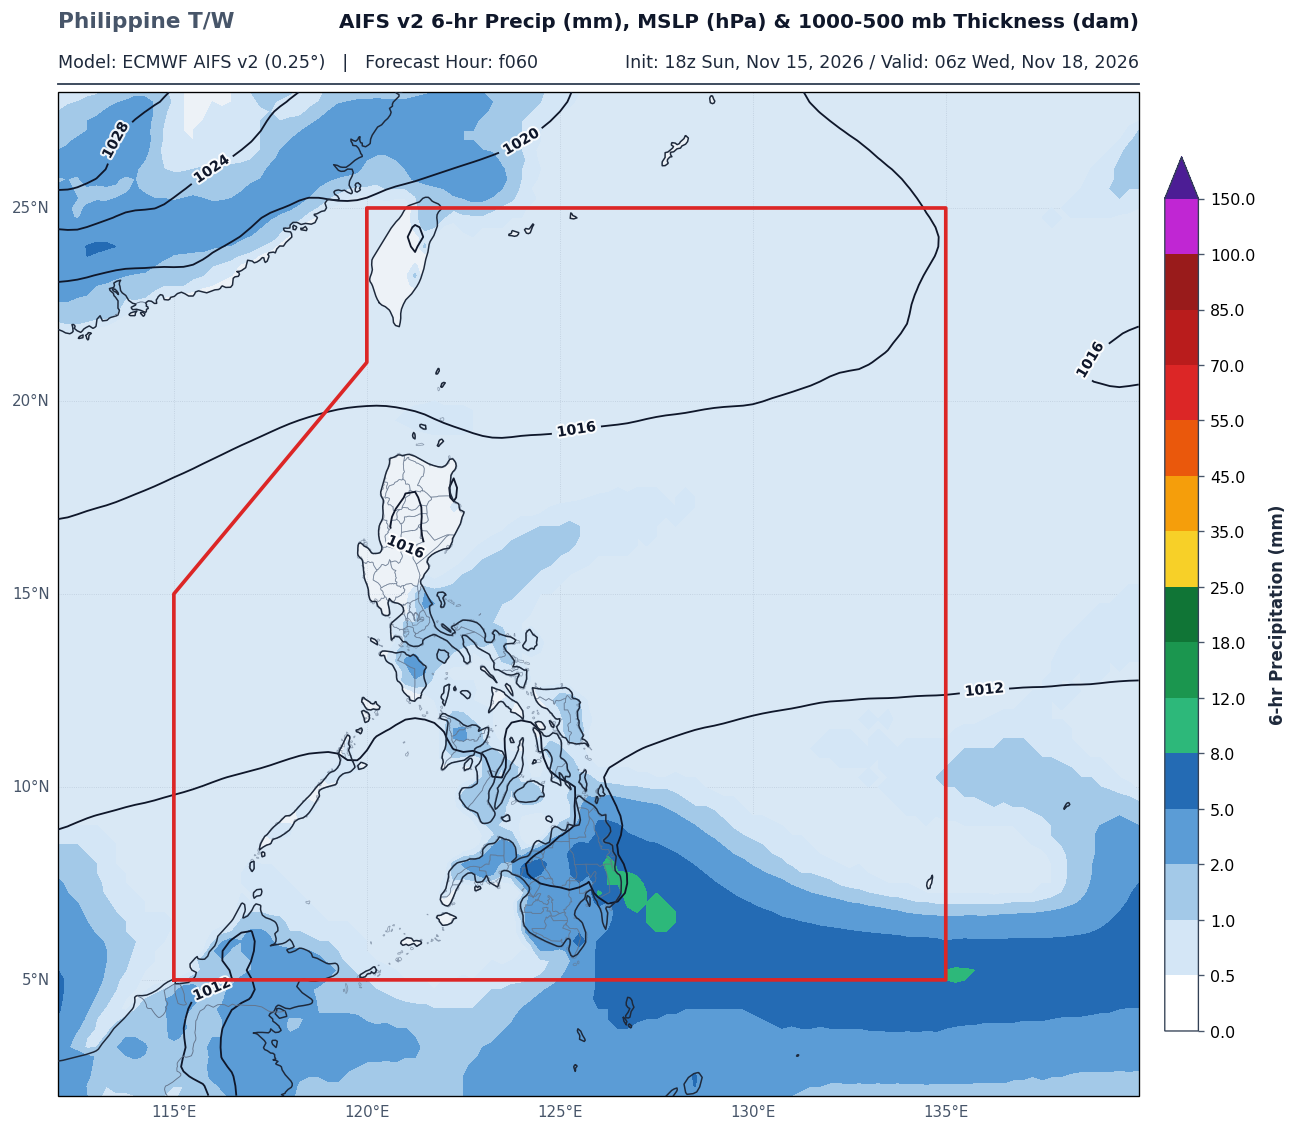 Philippine T/W
AIFS v2 6-hr Precip (mm), MSLP (hPa) & 1000-500 mb Thickness (dam)
Model: ECMWF AIFS v2 (0.25°)   |   Forecast Hour: f060
Init: 18z Sun, Nov 15, 2026 / Valid: 06z Wed, Nov 18, 2026
1028
1024
1020
1016
1016
1016
1012
1012
25°N
20°N
15°N
10°N
5°N
115°E
120°E
125°E
130°E
135°E
150.0
100.0
85.0
70.0
55.0
45.0
35.0
25.0
18.0
12.0
8.0
5.0
2.0
1.0
0.5
0.0
6-hr Precipitation (mm)